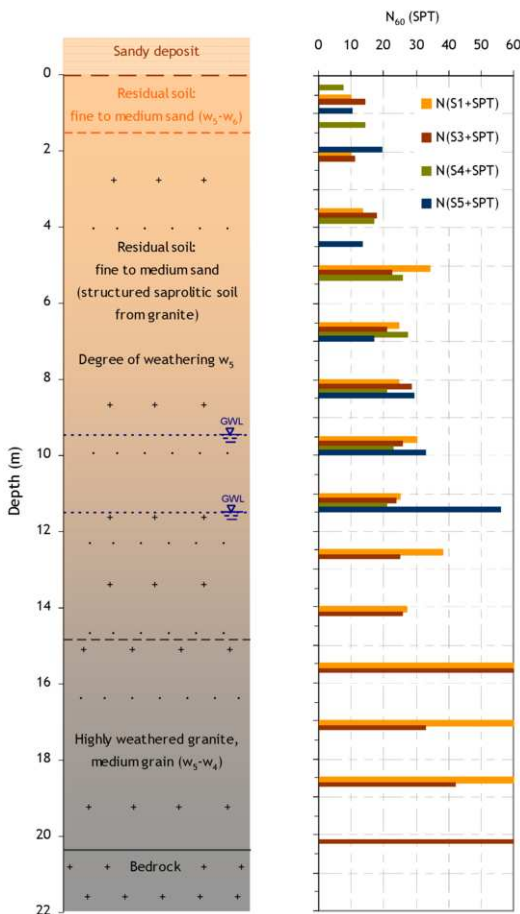 N60 (SPT)
0 10 20 30 40 50 60
Sandy deposit
Residual soil:
fine to medium sand (w5-w6)
Residual soil:
fine to medium sand
(structured saprolitic soil
from granite)
Degree of weathering w5
GWL
GWL
Highly weathered granite,
medium grain (w5-w4)
Bedrock
Depth (m)
0
2
4
6
8
10
12
14
16
18
20
22
N(S1+SPT)
N(S3+SPT)
N(S4+SPT)
N(S5+SPT)